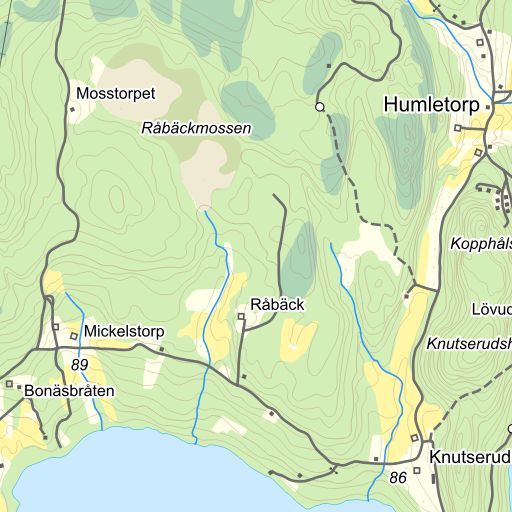 Mosstorpet
Humletorp
Råbäckmossen
Kopphåls
Råbäck
Lövud
Mickelstorp
Knutserudsh
89
Bonäsbråten
Knutserud
86